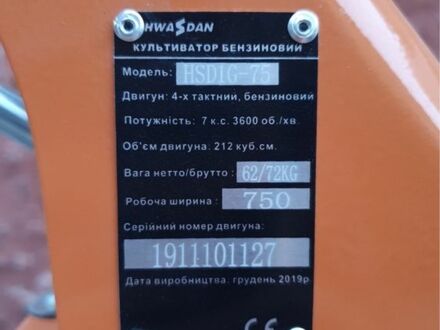 HWASDAN
КУЛЬТИВАТОР БЕНЗИНОВИЙ
Модель: HSD1G-75
Двигун: 4-х тактний, бензиновий
Потужність: 7 к.с. 3600 об./хв.
Об'єм двигуна. 212 куб.см.
Вага нетто/брутто : 62/72KG
Робоча ширина : 750
Серійний номер двигуна:
1911101127
Дата виробництва. грудень 2019р
CE